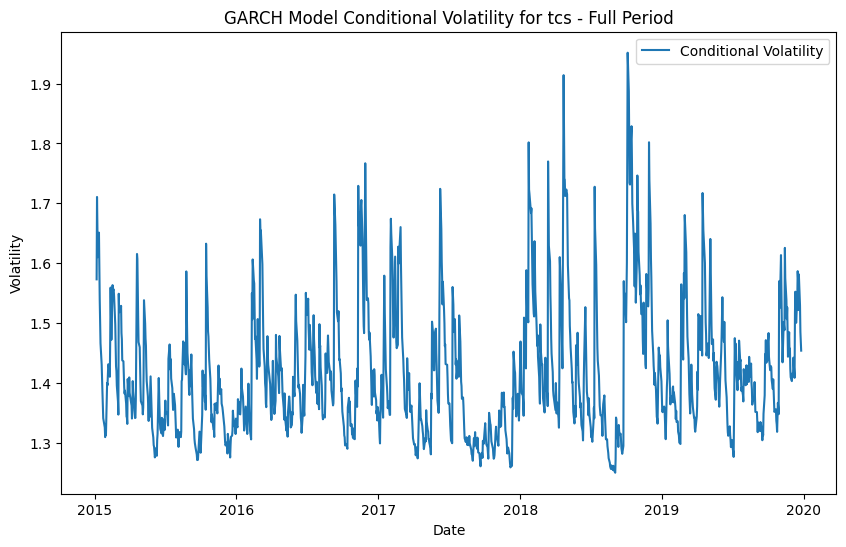 GARCH Model Conditional Volatility for tcs - Full Period
Conditional Volatility
1.9
1.8
1.7
1.6
1.5
1.4
1.3
Volatility
2015 2016 2017 2018 2019 2020
Date